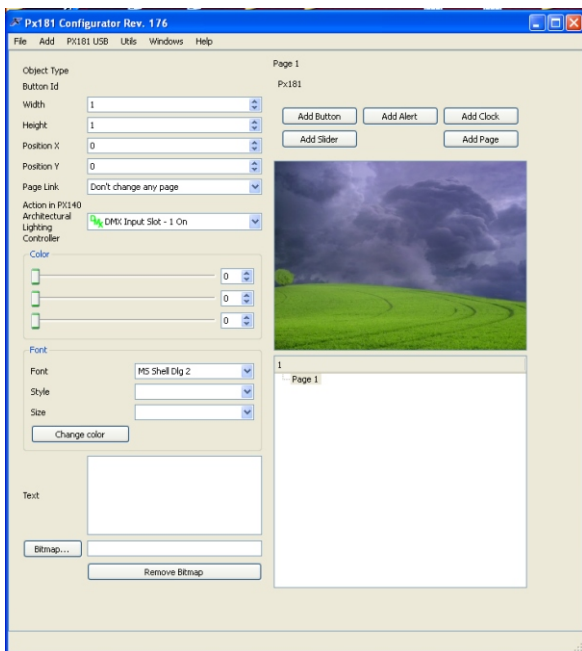 Px181 Configurator Rev. 176
File Add PX181 USB Utils Windows Help
Object Type
Button Id
Width 1
Height 1
Position X 0
Position Y 0
Page Link Don't change any page
Action in PX140
Architectural
Lighting
Controller
DMX Input Slot - 1 On
Color
0
0
0
Font
Font MS Shell Dlg 2
Style
Size
Change color
Text
Bitmap...
Remove Bitmap
Page 1
Px181
Add Button Add Alert Add Clock
Add Slider Add Page
1
Page 1